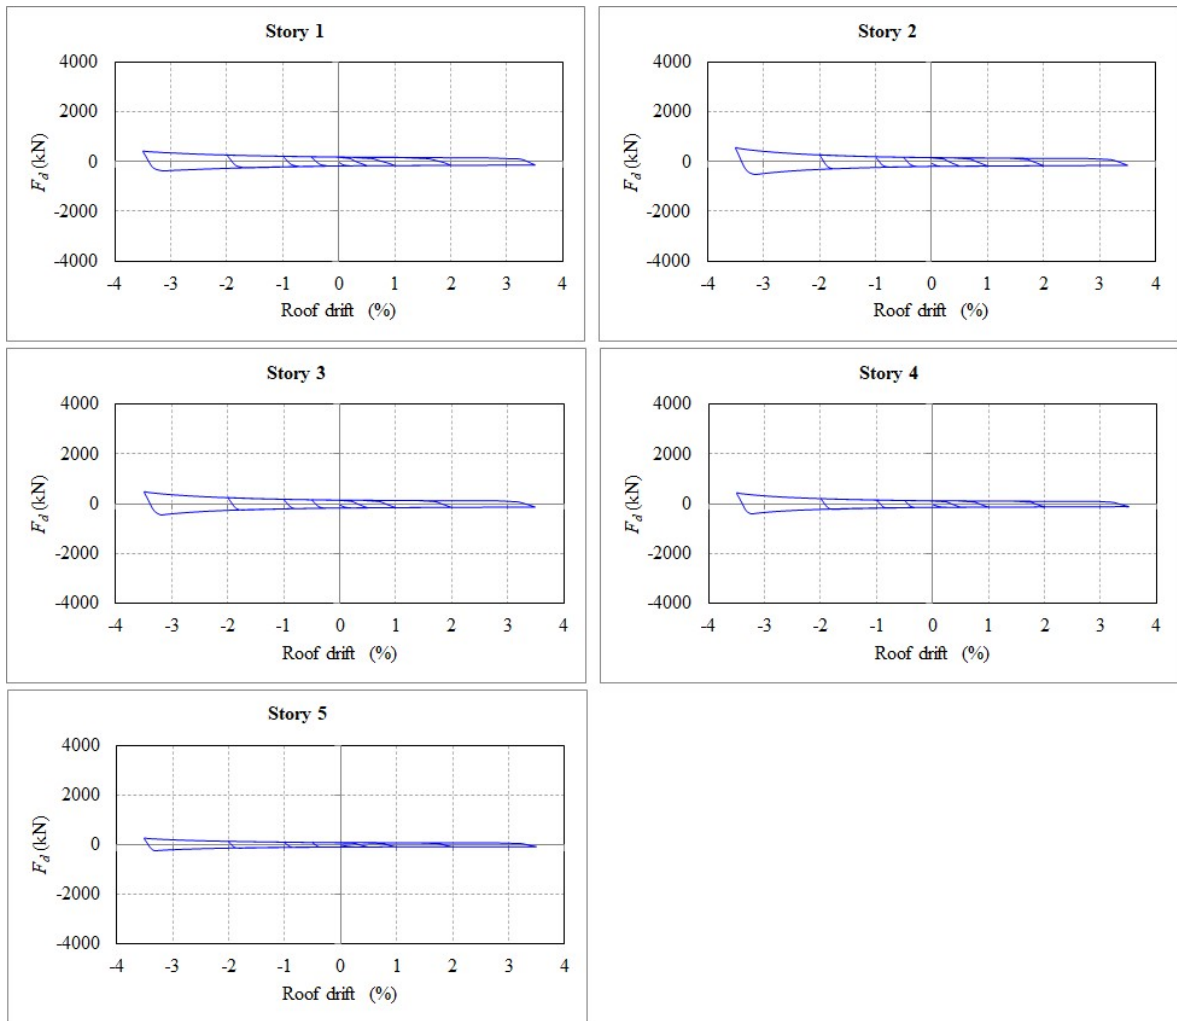 Story 1
4000
2000
0
-2000
-4000
F_d (kN)
-4 -3 -2 -1 0 1 2 3 4
Roof drift (%)
Story 2
4000
2000
0
-2000
-4000
F_d (kN)
-4 -3 -2 -1 0 1 2 3 4
Roof drift (%)
Story 3
4000
2000
0
-2000
-4000
F_d (kN)
-4 -3 -2 -1 0 1 2 3 4
Roof drift (%)
Story 4
4000
2000
0
-2000
-4000
F_d (kN)
-4 -3 -2 -1 0 1 2 3 4
Roof drift (%)
Story 5
4000
2000
0
-2000
-4000
F_d (kN)
-4 -3 -2 -1 0 1 2 3 4
Roof drift (%)